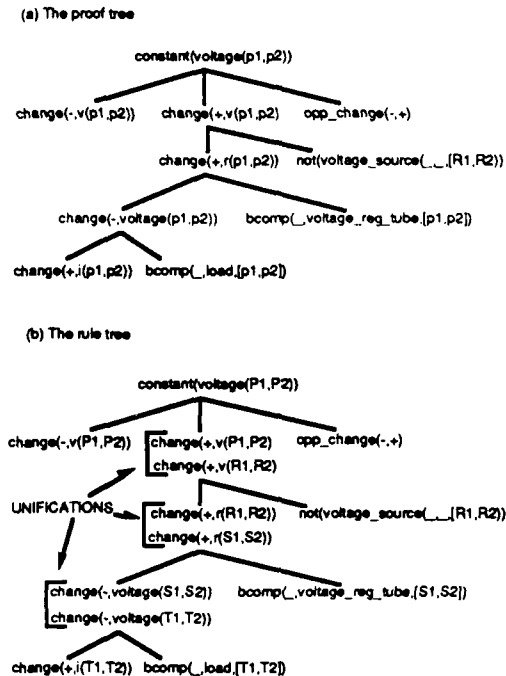 (a) The proof tree
constant(voltage(p1,p2))
change(-,v(p1,p2)) change(+,v(p1,p2) opp_change(-,+)
change(+,r(p1,p2)) not(voltage_source(_,_,[R1,R2))
change(-,voltage(p1,p2)) bcomp(_,voltage_reg_tube,[p1,p2])
change(+,i(p1,p2)) bcomp(_,load,[p1,p2])
(b) The rule tree
constant(voltage(P1,P2))
change(-,v(P1,P2)) change(+,v(P1,P2) opp_change(-,+)
change(+,v(R1,R2)
UNIFICATIONS change(+,r(R1,R2)) not(voltage_source(_,_,[R1,R2))
change(+,r(S1,S2))
change(-,voltage(S1,S2)) bcomp(_,voltage_reg_tube,[S1,S2])
change(-,voltage(T1,T2))
change(+,i(T1,T2)) bcomp(_,load,[T1,T2])